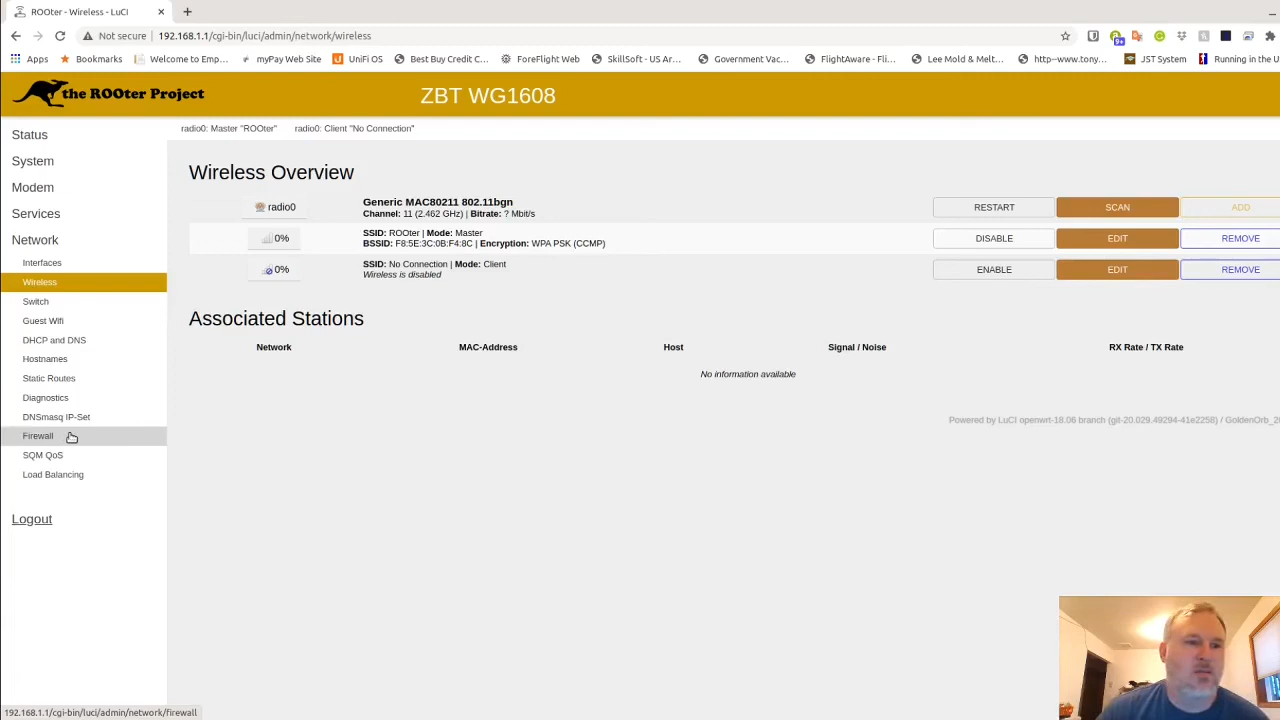 ROOter - Wireless - LuCI
Not secure | 192.168.1.1/cgi-bin/luci/admin/network/wireless
9+
Apps Bookmarks Welcome to Emp... myPay Web Site UniFi OS Best Buy Credit C... ForeFlight Web SkillSoft - US Ar... Government Vac... FlightAware - Fli... Lee Mold & Melt... http--www.tony... JST System Running in the U
the ROOter Project
ZBT WG1608
radio0: Master "ROOter" radio0: Client "No Connection"
Status
System
Modem
Services
Network
Interfaces
Wireless
Switch
Guest Wifi
DHCP and DNS
Hostnames
Static Routes
Diagnostics
DNSmasq IP-Set
Firewall
SQM QoS
Load Balancing
Logout
Wireless Overview
radio0
Generic MAC80211 802.11bgn
Channel: 11 (2.462 GHz) | Bitrate: ? Mbit/s
RESTART SCAN ADD
0%
SSID: ROOter | Mode: Master
BSSID: F8:5E:3C:0B:F4:8C | Encryption: WPA PSK (CCMP)
DISABLE EDIT REMOVE
0%
SSID: No Connection | Mode: Client
Wireless is disabled
ENABLE EDIT REMOVE
Associated Stations
Network MAC-Address Host Signal / Noise RX Rate / TX Rate
No information available
Powered by LuCI openwrt-18.06 branch (git-20.029.49294-41e2258) / GoldenOrb_20
192.168.1.1/cgi-bin/luci/admin/network/firewall